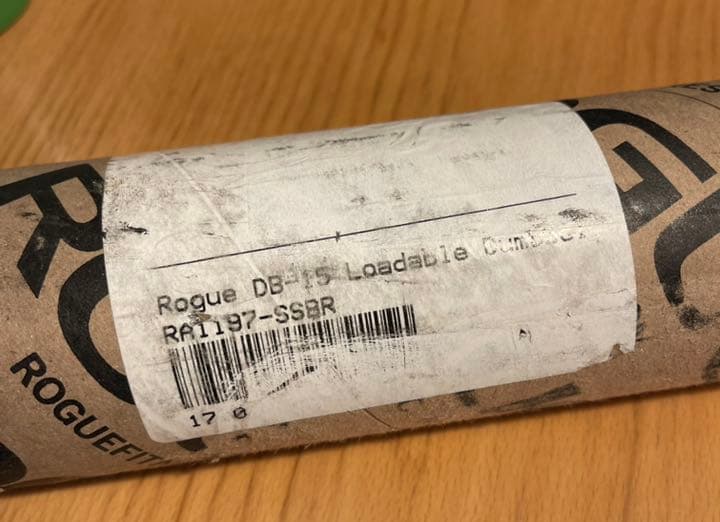 Rogue DB-15 Loadable Dumbbell
RA1197-SSBR
17 0
ROGUEFIT